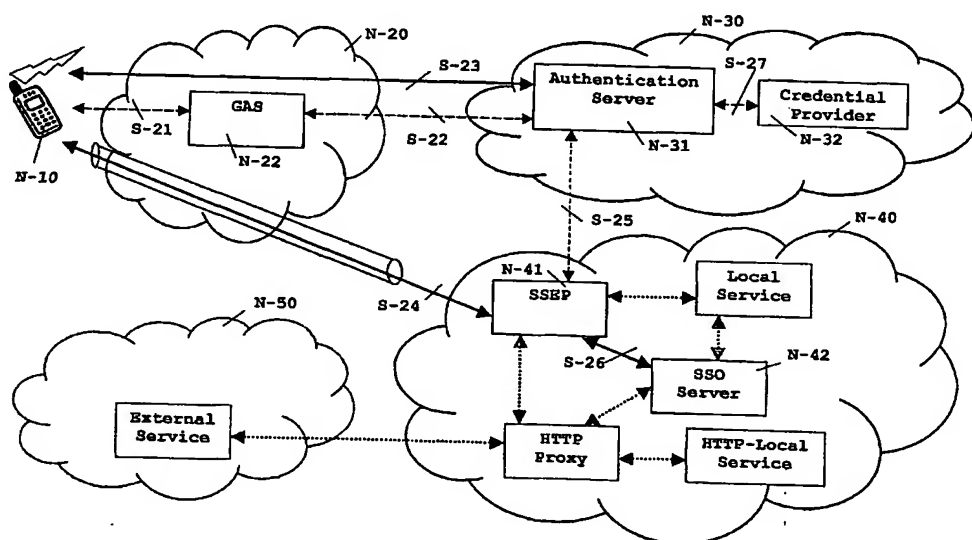 N-20
N-30
S-23
S-27
Authentication
Server
Credential
Provider
GAS
S-21
S-22
N-22
N-31
N-32
N-10
S-25
N-40
N-41
SSEP
Local
Service
S-24
N-50
S-26
N-42
SSO
Server
External
Service
HTTP
Proxy
HTTP-Local
Service